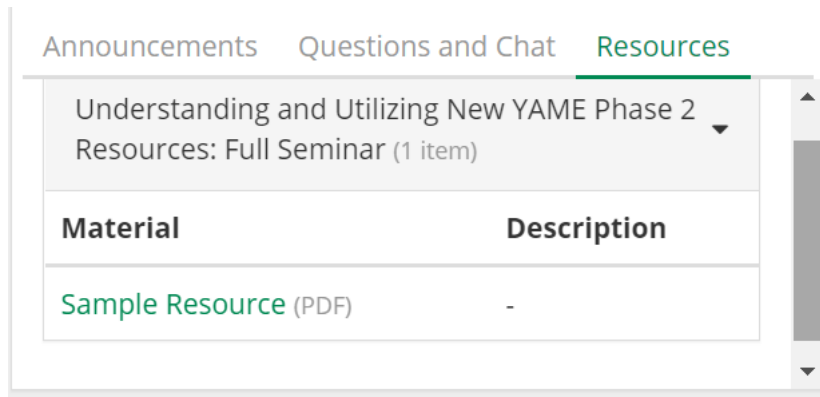 Announcements Questions and Chat Resources
Understanding and Utilizing New YAME Phase 2
Resources: Full Seminar (1 item)
Material Description
Sample Resource (PDF) -